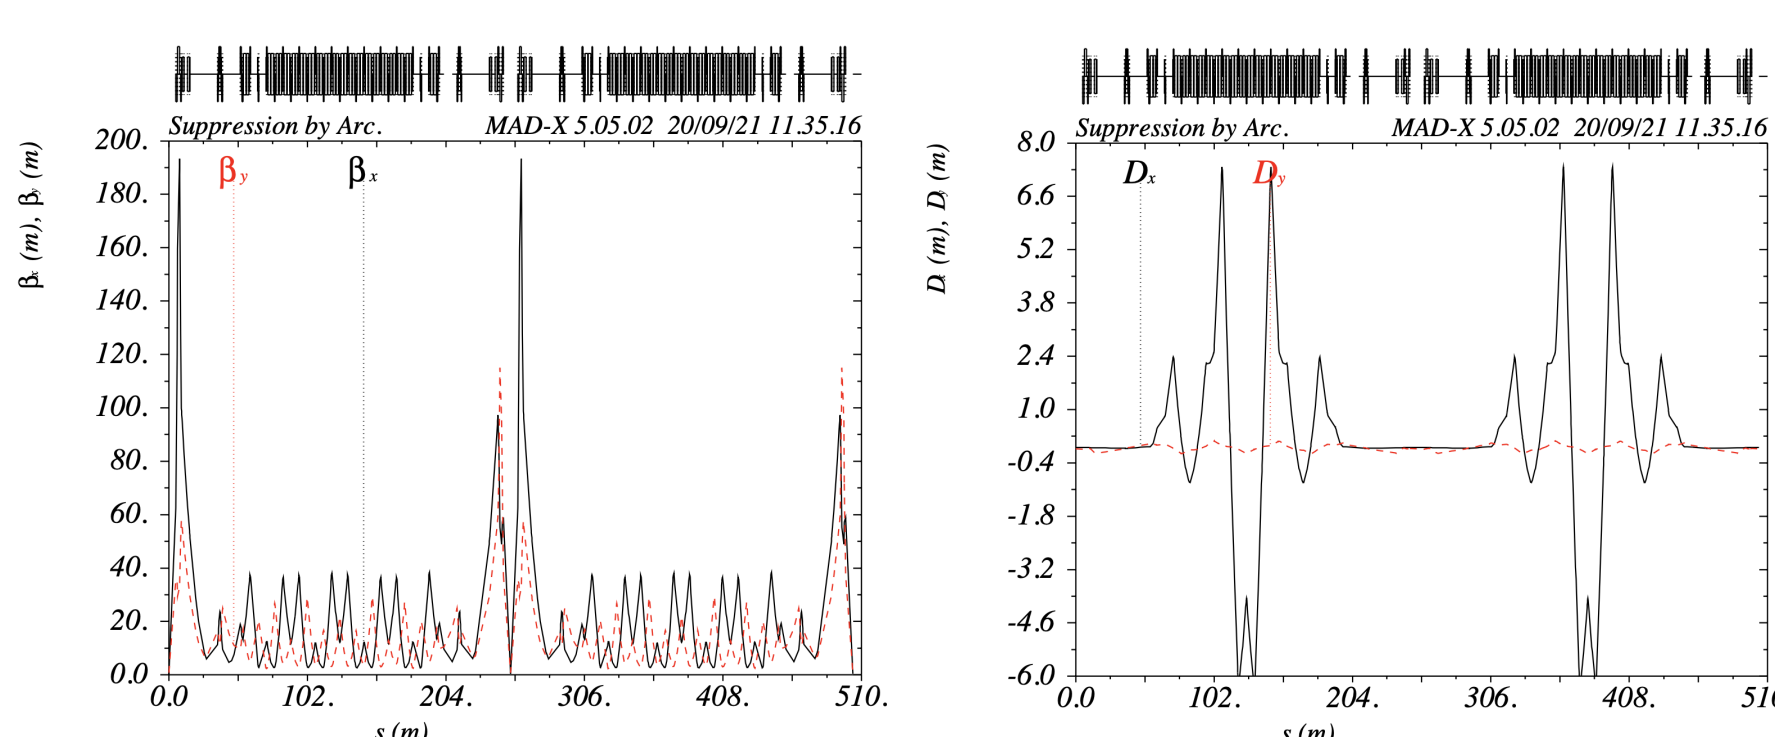 Suppression by Arc. MAD-X 5.05.02 20/09/21 11.35.16
200.
180.
160.
140.
120.
100.
80.
60.
40.
20.
0.0
βx (m), βy (m)
βy
βx
0.0 102. 204. 306. 408. 510.
s (m)
Suppression by Arc. MAD-X 5.05.02 20/09/21 11.35.16
8.0
6.6
5.2
3.8
2.4
1.0
-0.4
-1.8
-3.2
-4.6
-6.0
Dx (m), Dy (m)
Dx
Dy
0.0 102. 204. 306. 408.
s (m)